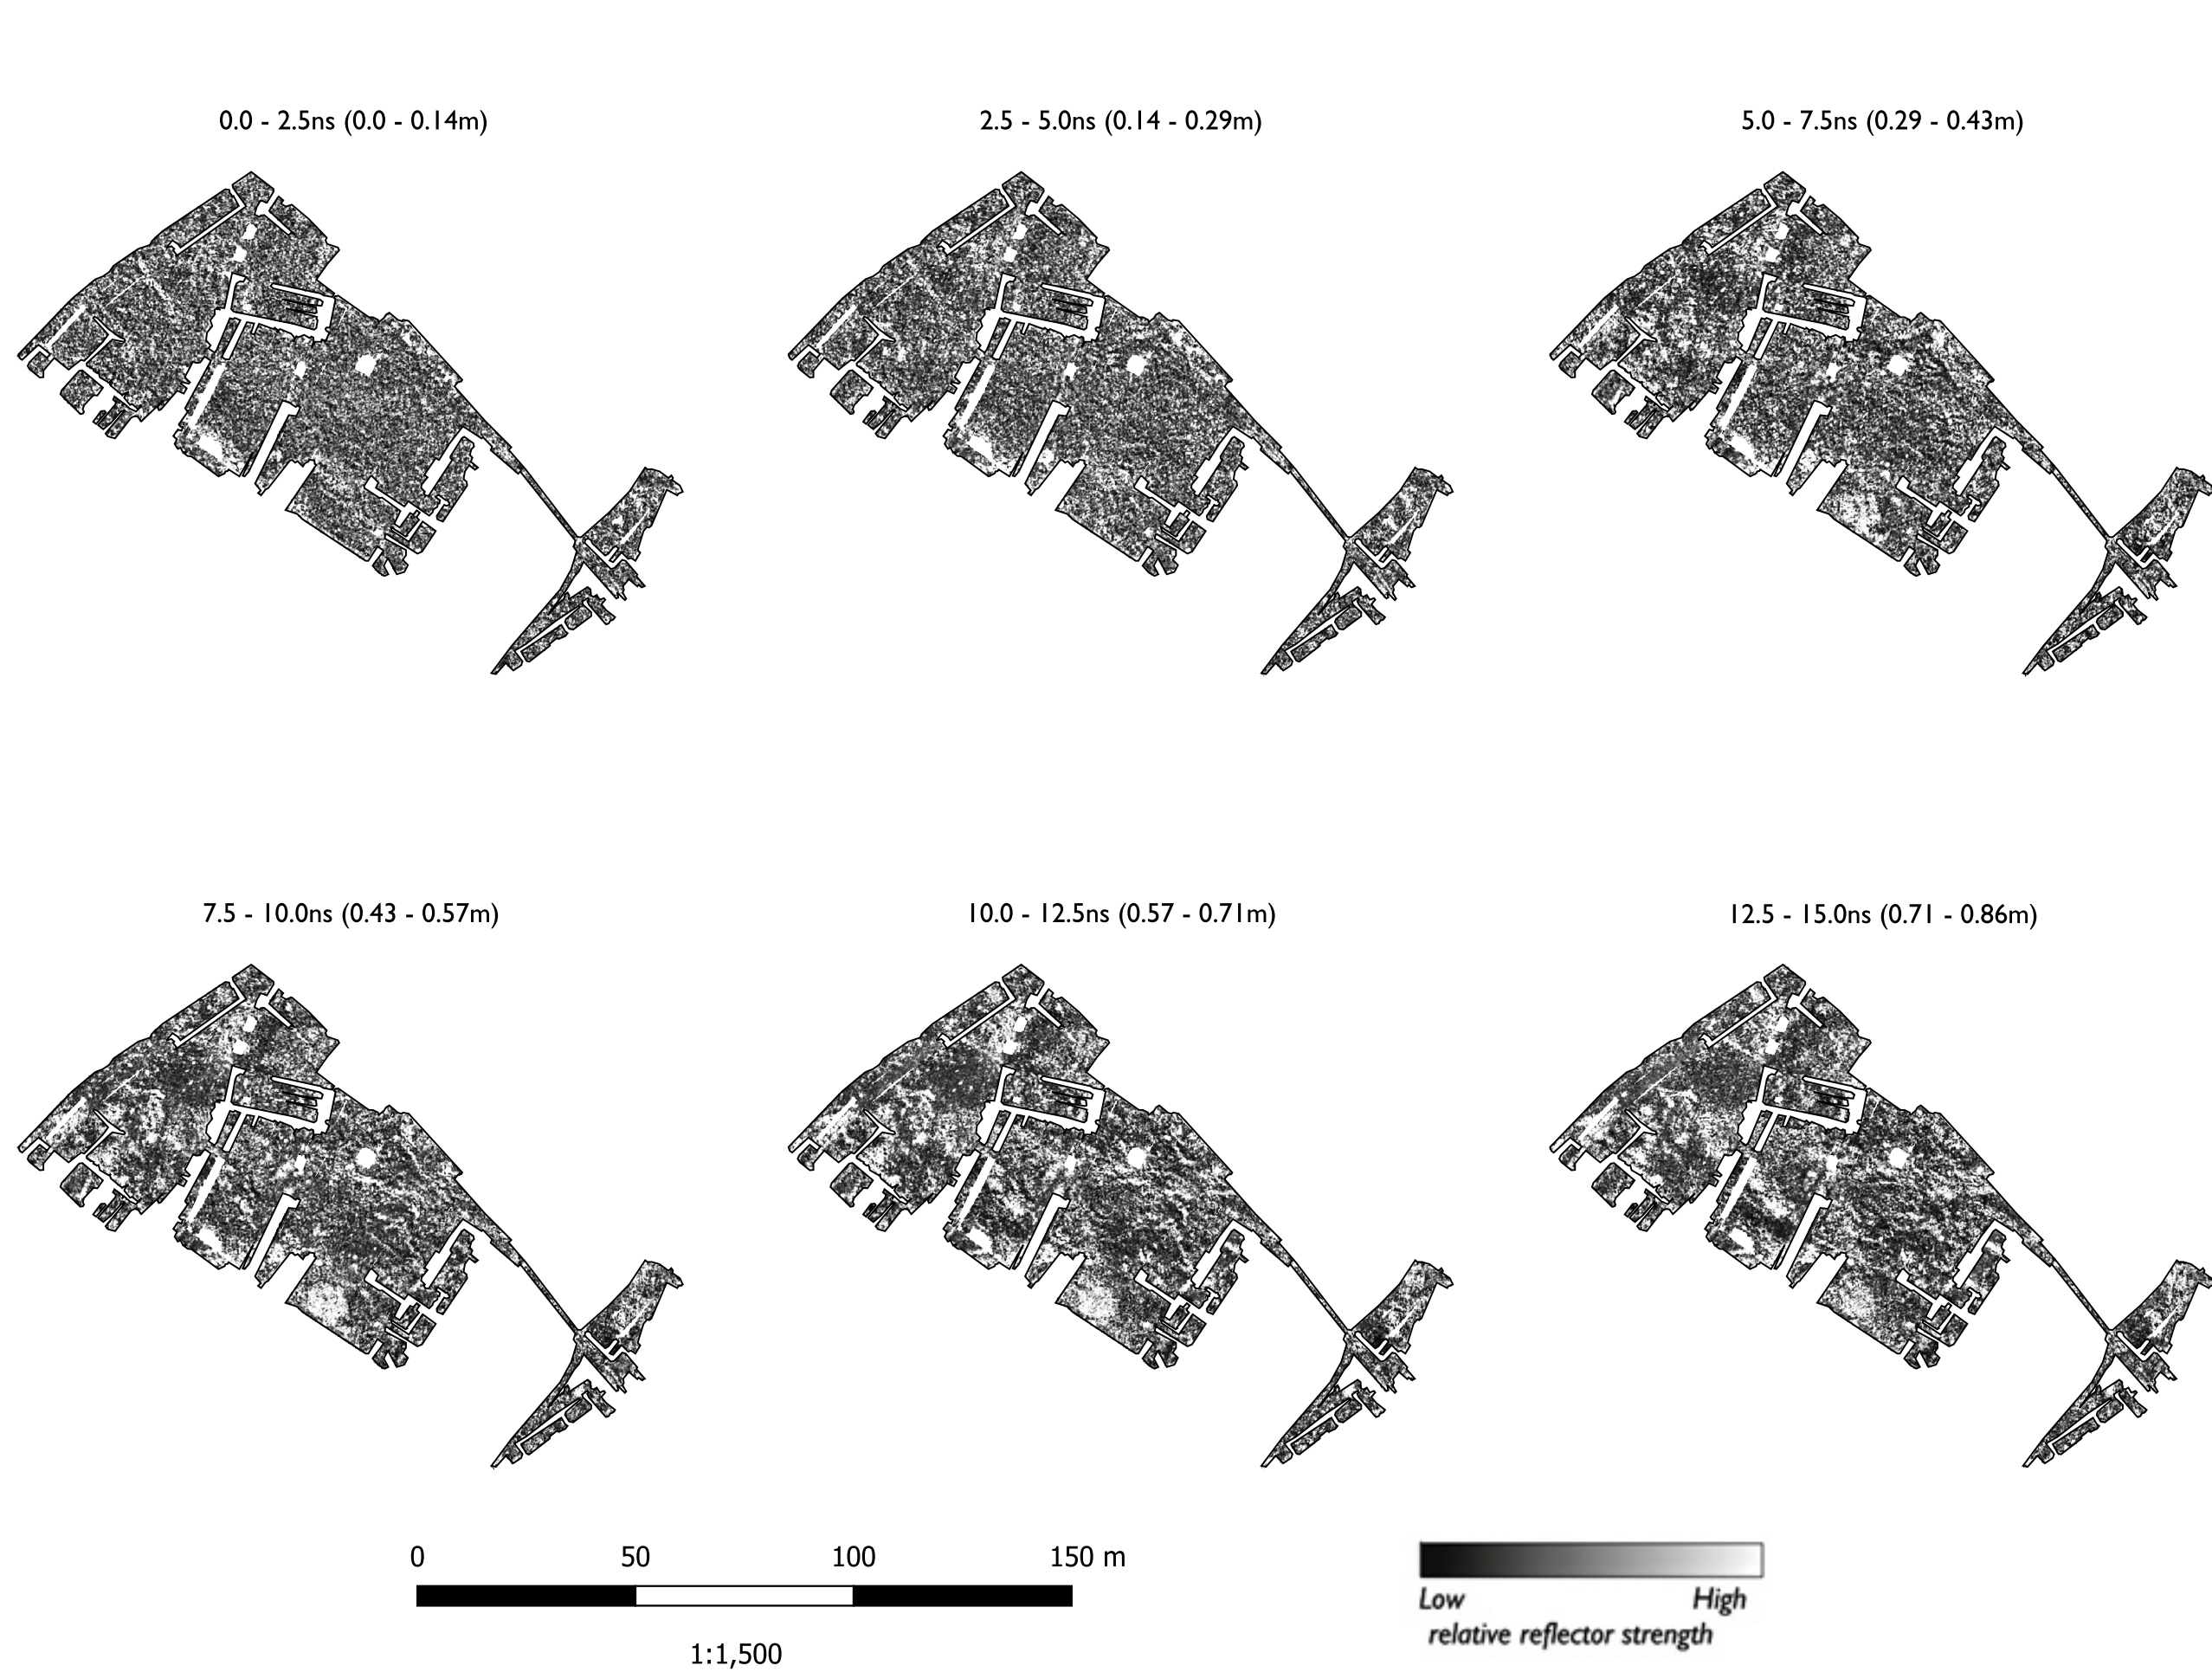 0.0 - 2.5ns (0.0 - 0.14m)
2.5 - 5.0ns (0.14 - 0.29m)
5.0 - 7.5ns (0.29 - 0.43m)
7.5 - 10.0ns (0.43 - 0.57m)
10.0 - 12.5ns (0.57 - 0.71m)
12.5 - 15.0ns (0.71 - 0.86m)
0 50 100 150 m
1:1,500
Low High
relative reflector strength